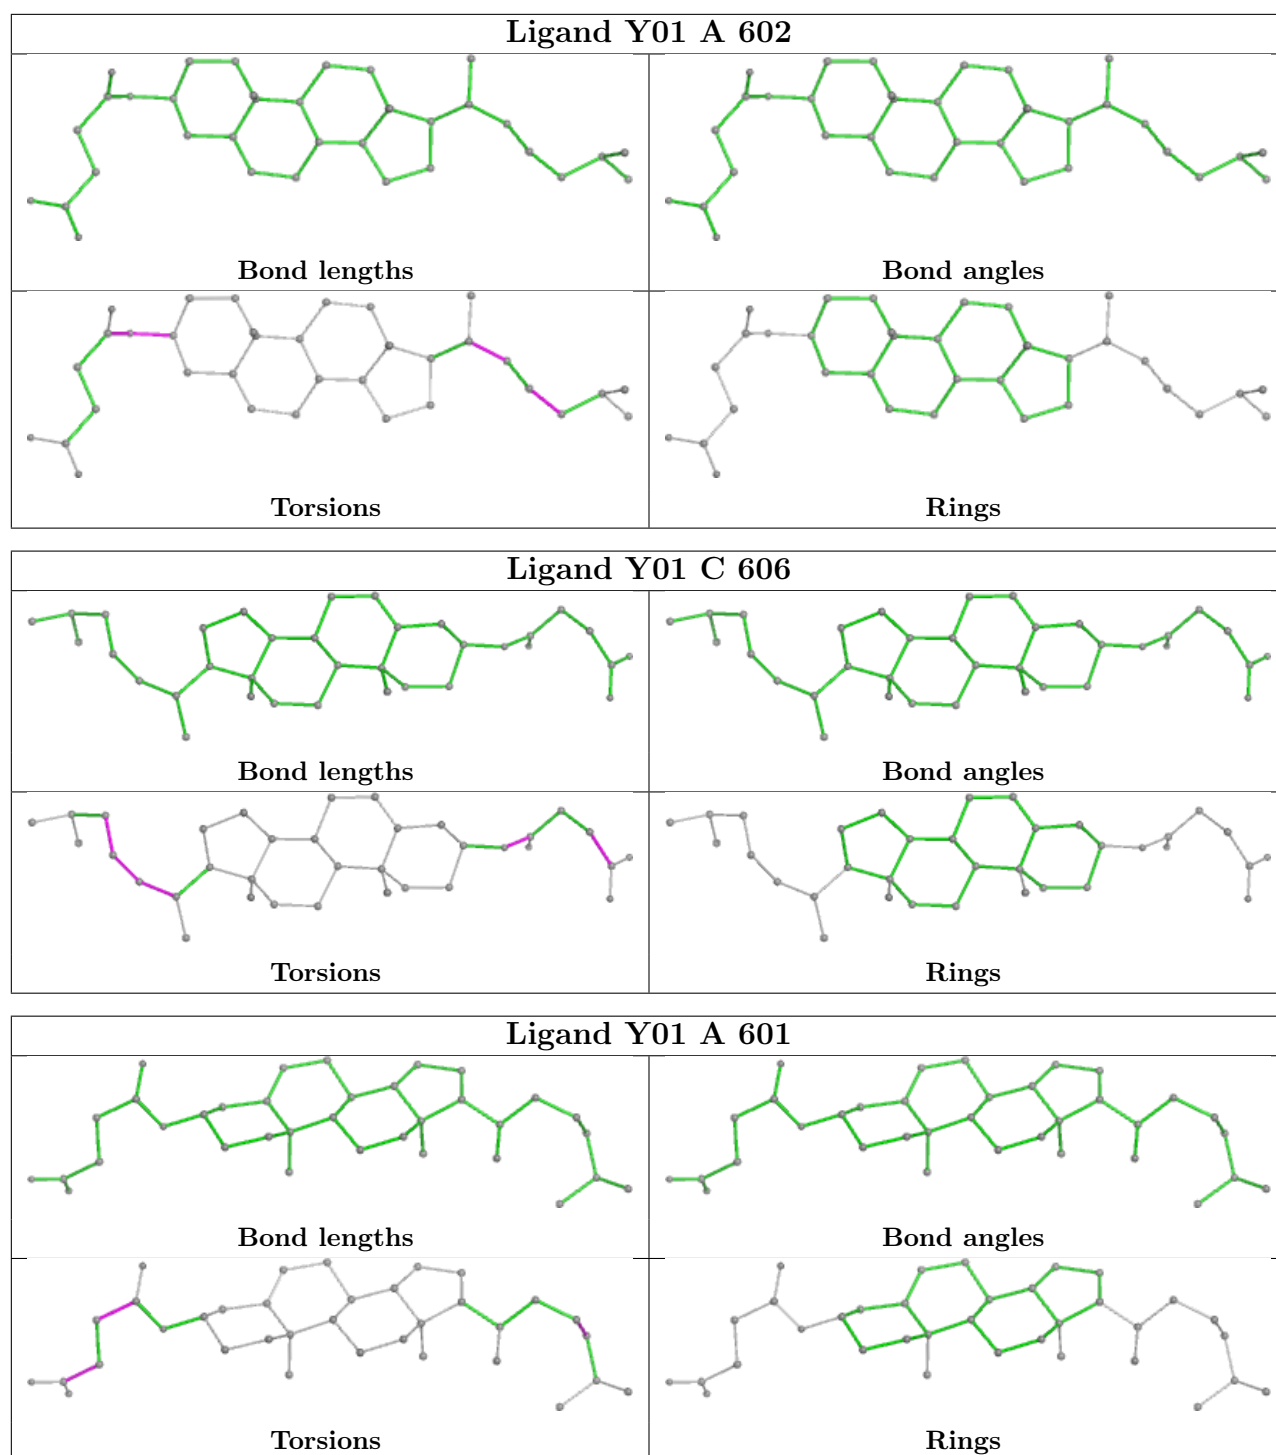 Ligand Y01 A 602
Bond lengths
Bond angles
Torsions
Rings
Ligand Y01 C 606
Bond lengths
Bond angles
Torsions
Rings
Ligand Y01 A 601
Bond lengths
Bond angles
Torsions
Rings